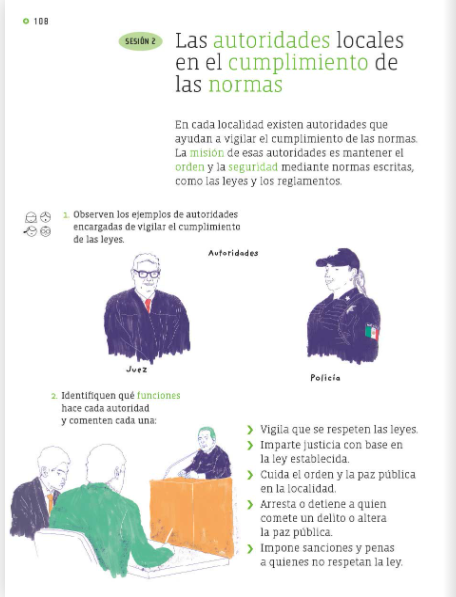 108
SESIÓN 2
Las autoridades locales
en el cumplimiento de
las normas
En cada localidad existen autoridades que
ayudan a vigilar el cumplimiento de las normas.
La misión de esas autoridades es mantener el
orden y la seguridad mediante normas escritas,
como las leyes y los reglamentos.
1. Observen los ejemplos de autoridades
encargadas de vigilar el cumplimiento
de las leyes.
Autoridades
Juez
Policía
2. Identifiquen qué funciones
hace cada autoridad
y comenten cada una:
Vigila que se respeten las leyes.
Imparte justicia con base en
la ley establecida.
Cuida el orden y la paz pública
en la localidad.
Arresta o detiene a quien
comete un delito o altera
la paz pública.
Impone sanciones y penas
a quienes no respetan la ley.